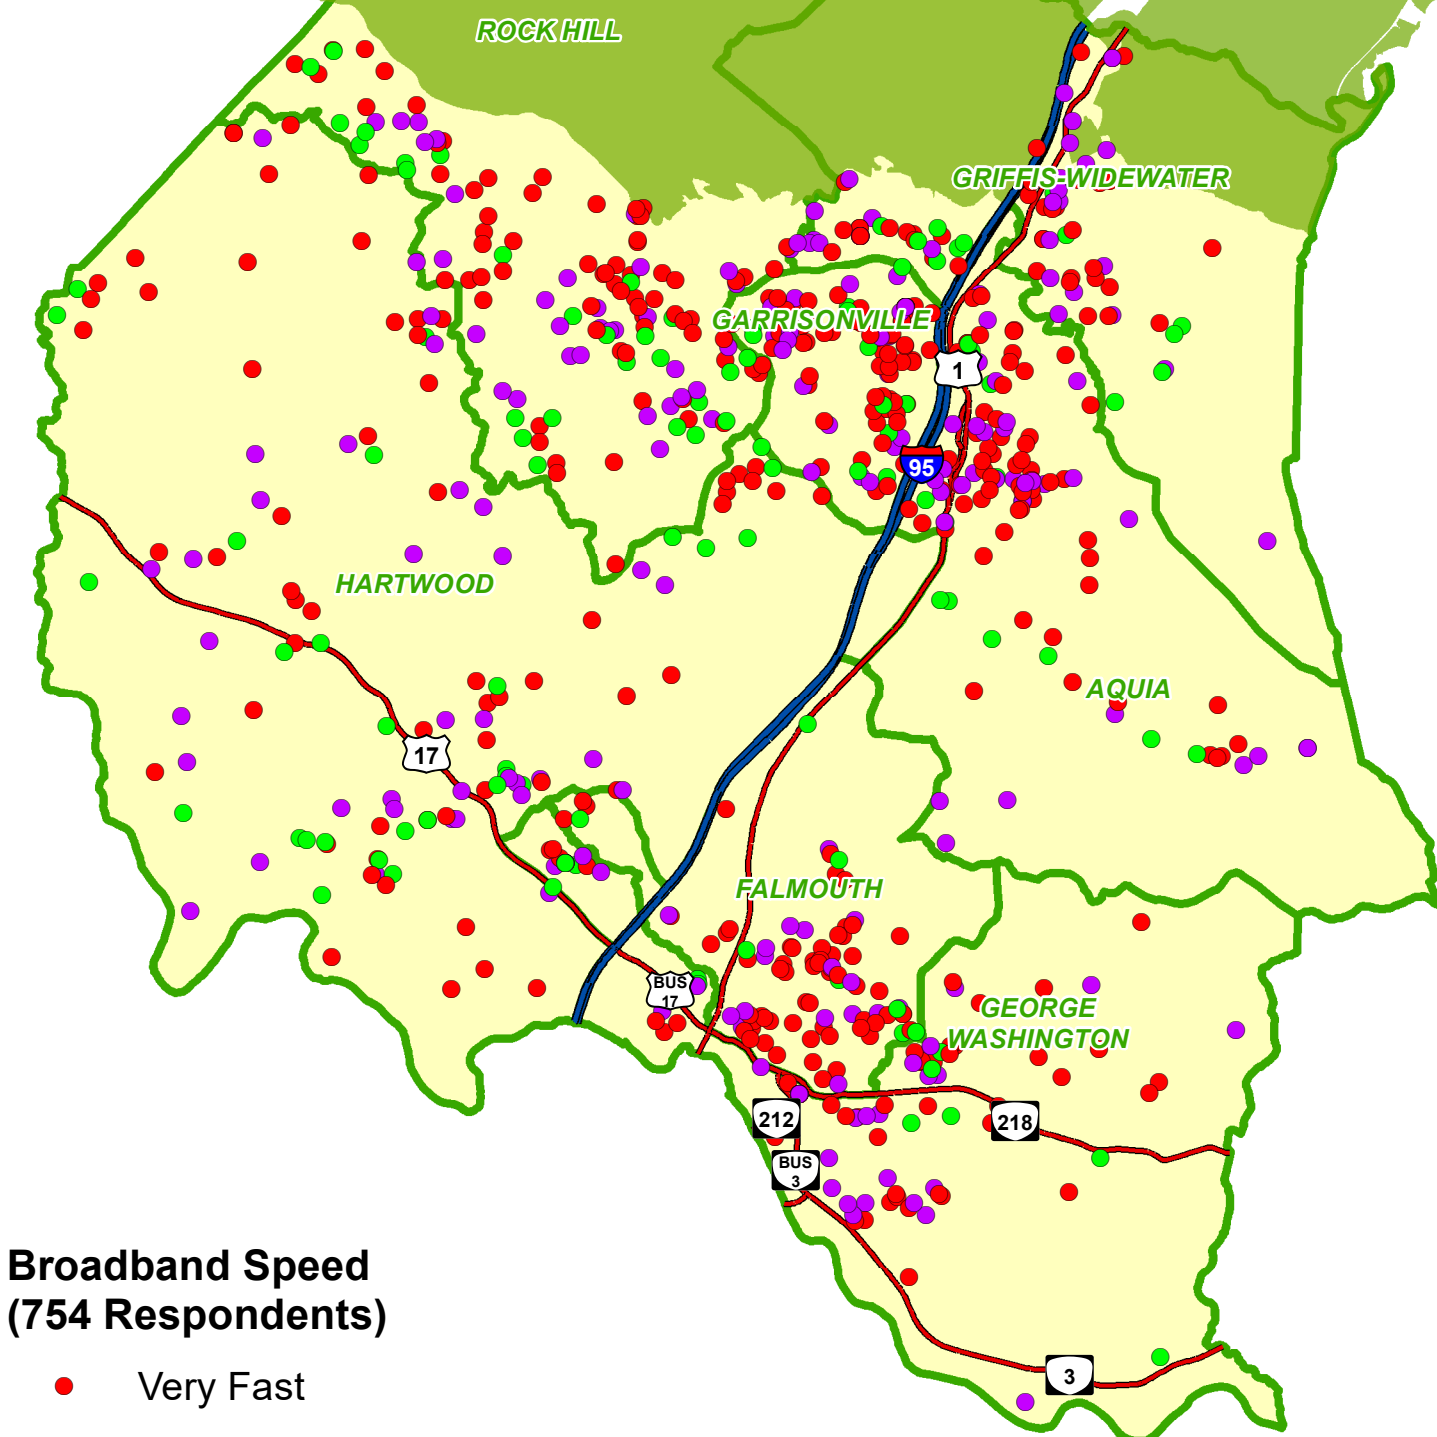 ROCK HILL
GRIFFIS-WIDEWATER
GARRISONVILLE
1
95
HARTWOOD
AQUIA
17
FALMOUTH
BUS
17
GEORGE
WASHINGTON
212
218
BUS
3
Broadband Speed
(754 Respondents)
3
Very Fast